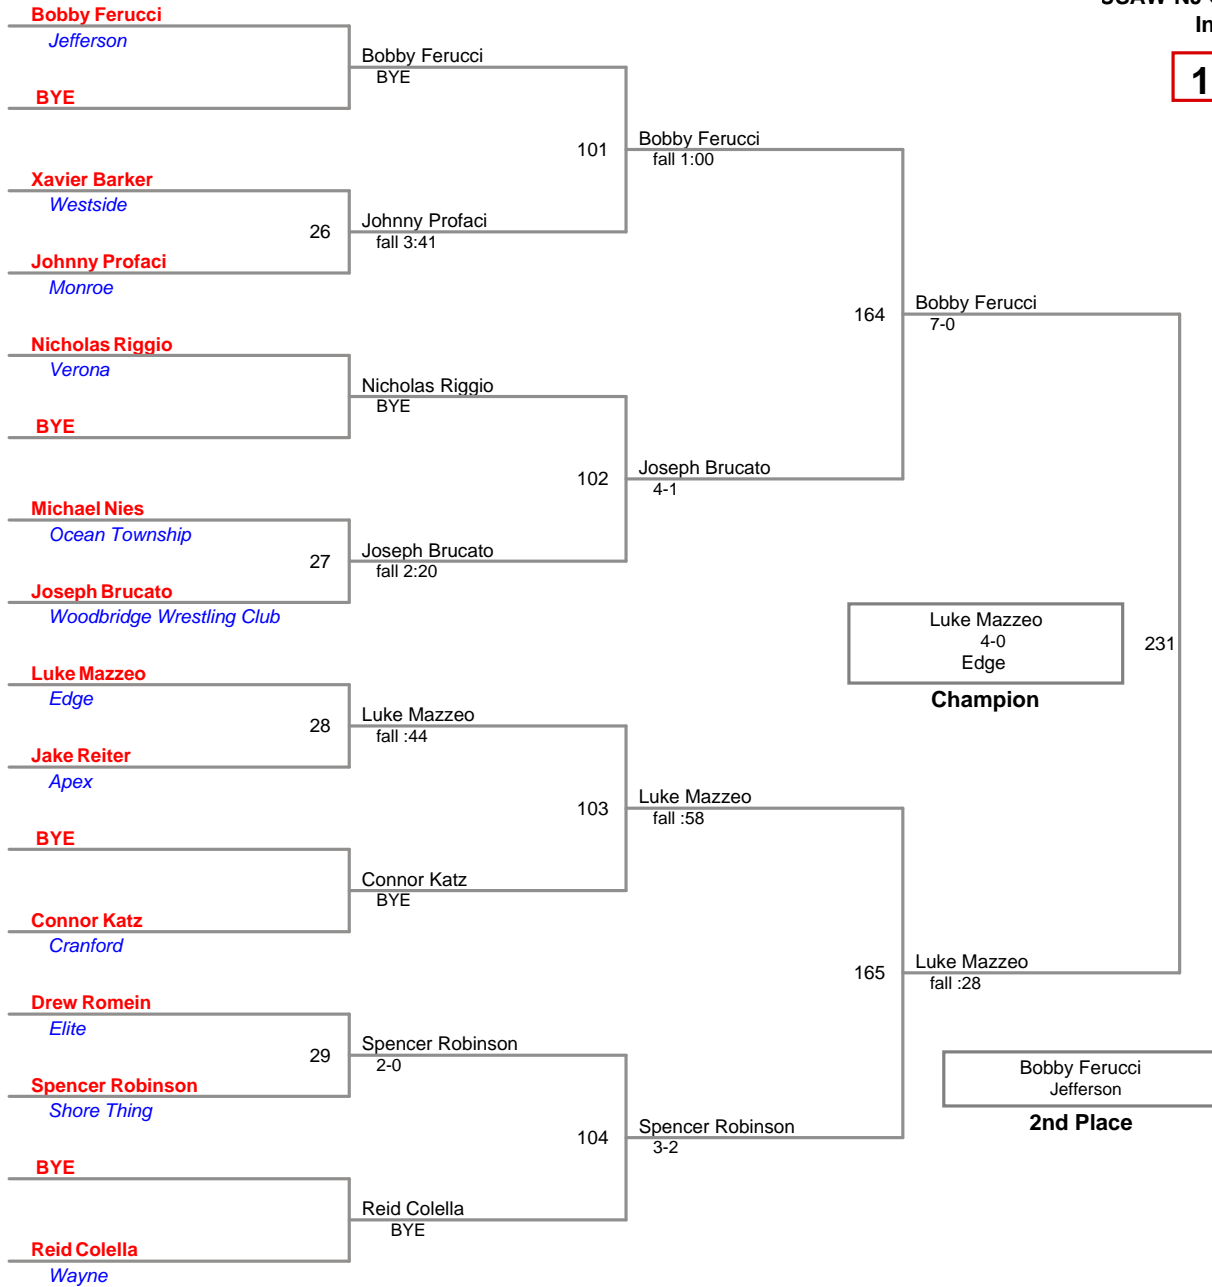 Bobby Ferucci
Jefferson
BYE
Xavier Barker
Westside
26
Johnny Profaci
Monroe
Nicholas Riggio
Verona
BYE
Michael Nies
Ocean Township
27
Joseph Brucato
Woodbridge Wrestling Club
Luke Mazzeo
Edge
28
Jake Reiter
Apex
BYE
Connor Katz
Cranford
Drew Romein
Elite
29
Spencer Robinson
Shore Thing
BYE
Reid Colella
Wayne
Bobby Ferucci
BYE
101
Johnny Profaci
fall 3:41
Nicholas Riggio
BYE
102
Joseph Brucato
fall 2:20
Luke Mazzeo
fall :44
103
Connor Katz
BYE
Spencer Robinson
2-0
104
Reid Colella
BYE
Bobby Ferucci
fall 1:00
164
Joseph Brucato
4-1
Luke Mazzeo
fall :58
165
Spencer Robinson
3-2
Bobby Ferucci
7-0
231
Luke Mazzeo
fall :28
Luke Mazzeo
4-0
Edge
Champion
Bobby Ferucci
Jefferson
2nd Place
In
1